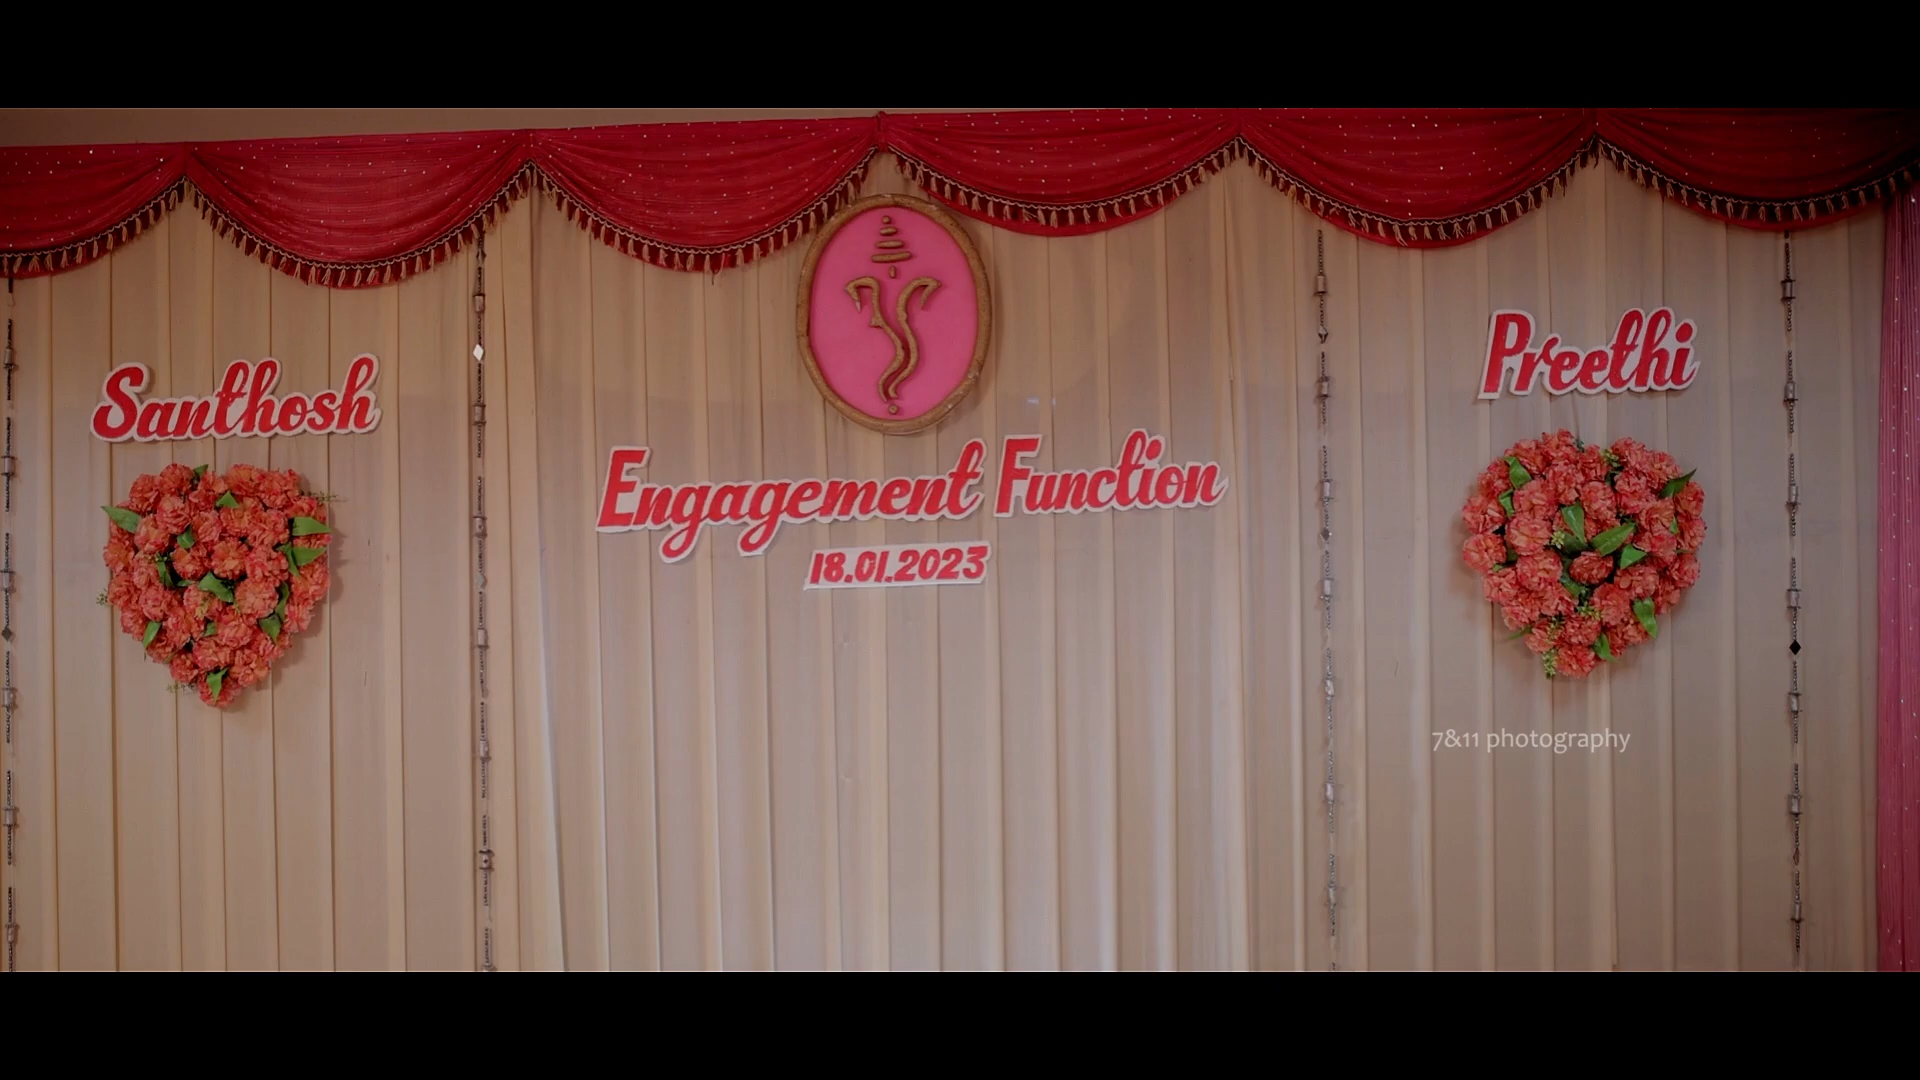 Santhosh
Preethi
Engagement Function
18.01.2023
7&11 photography